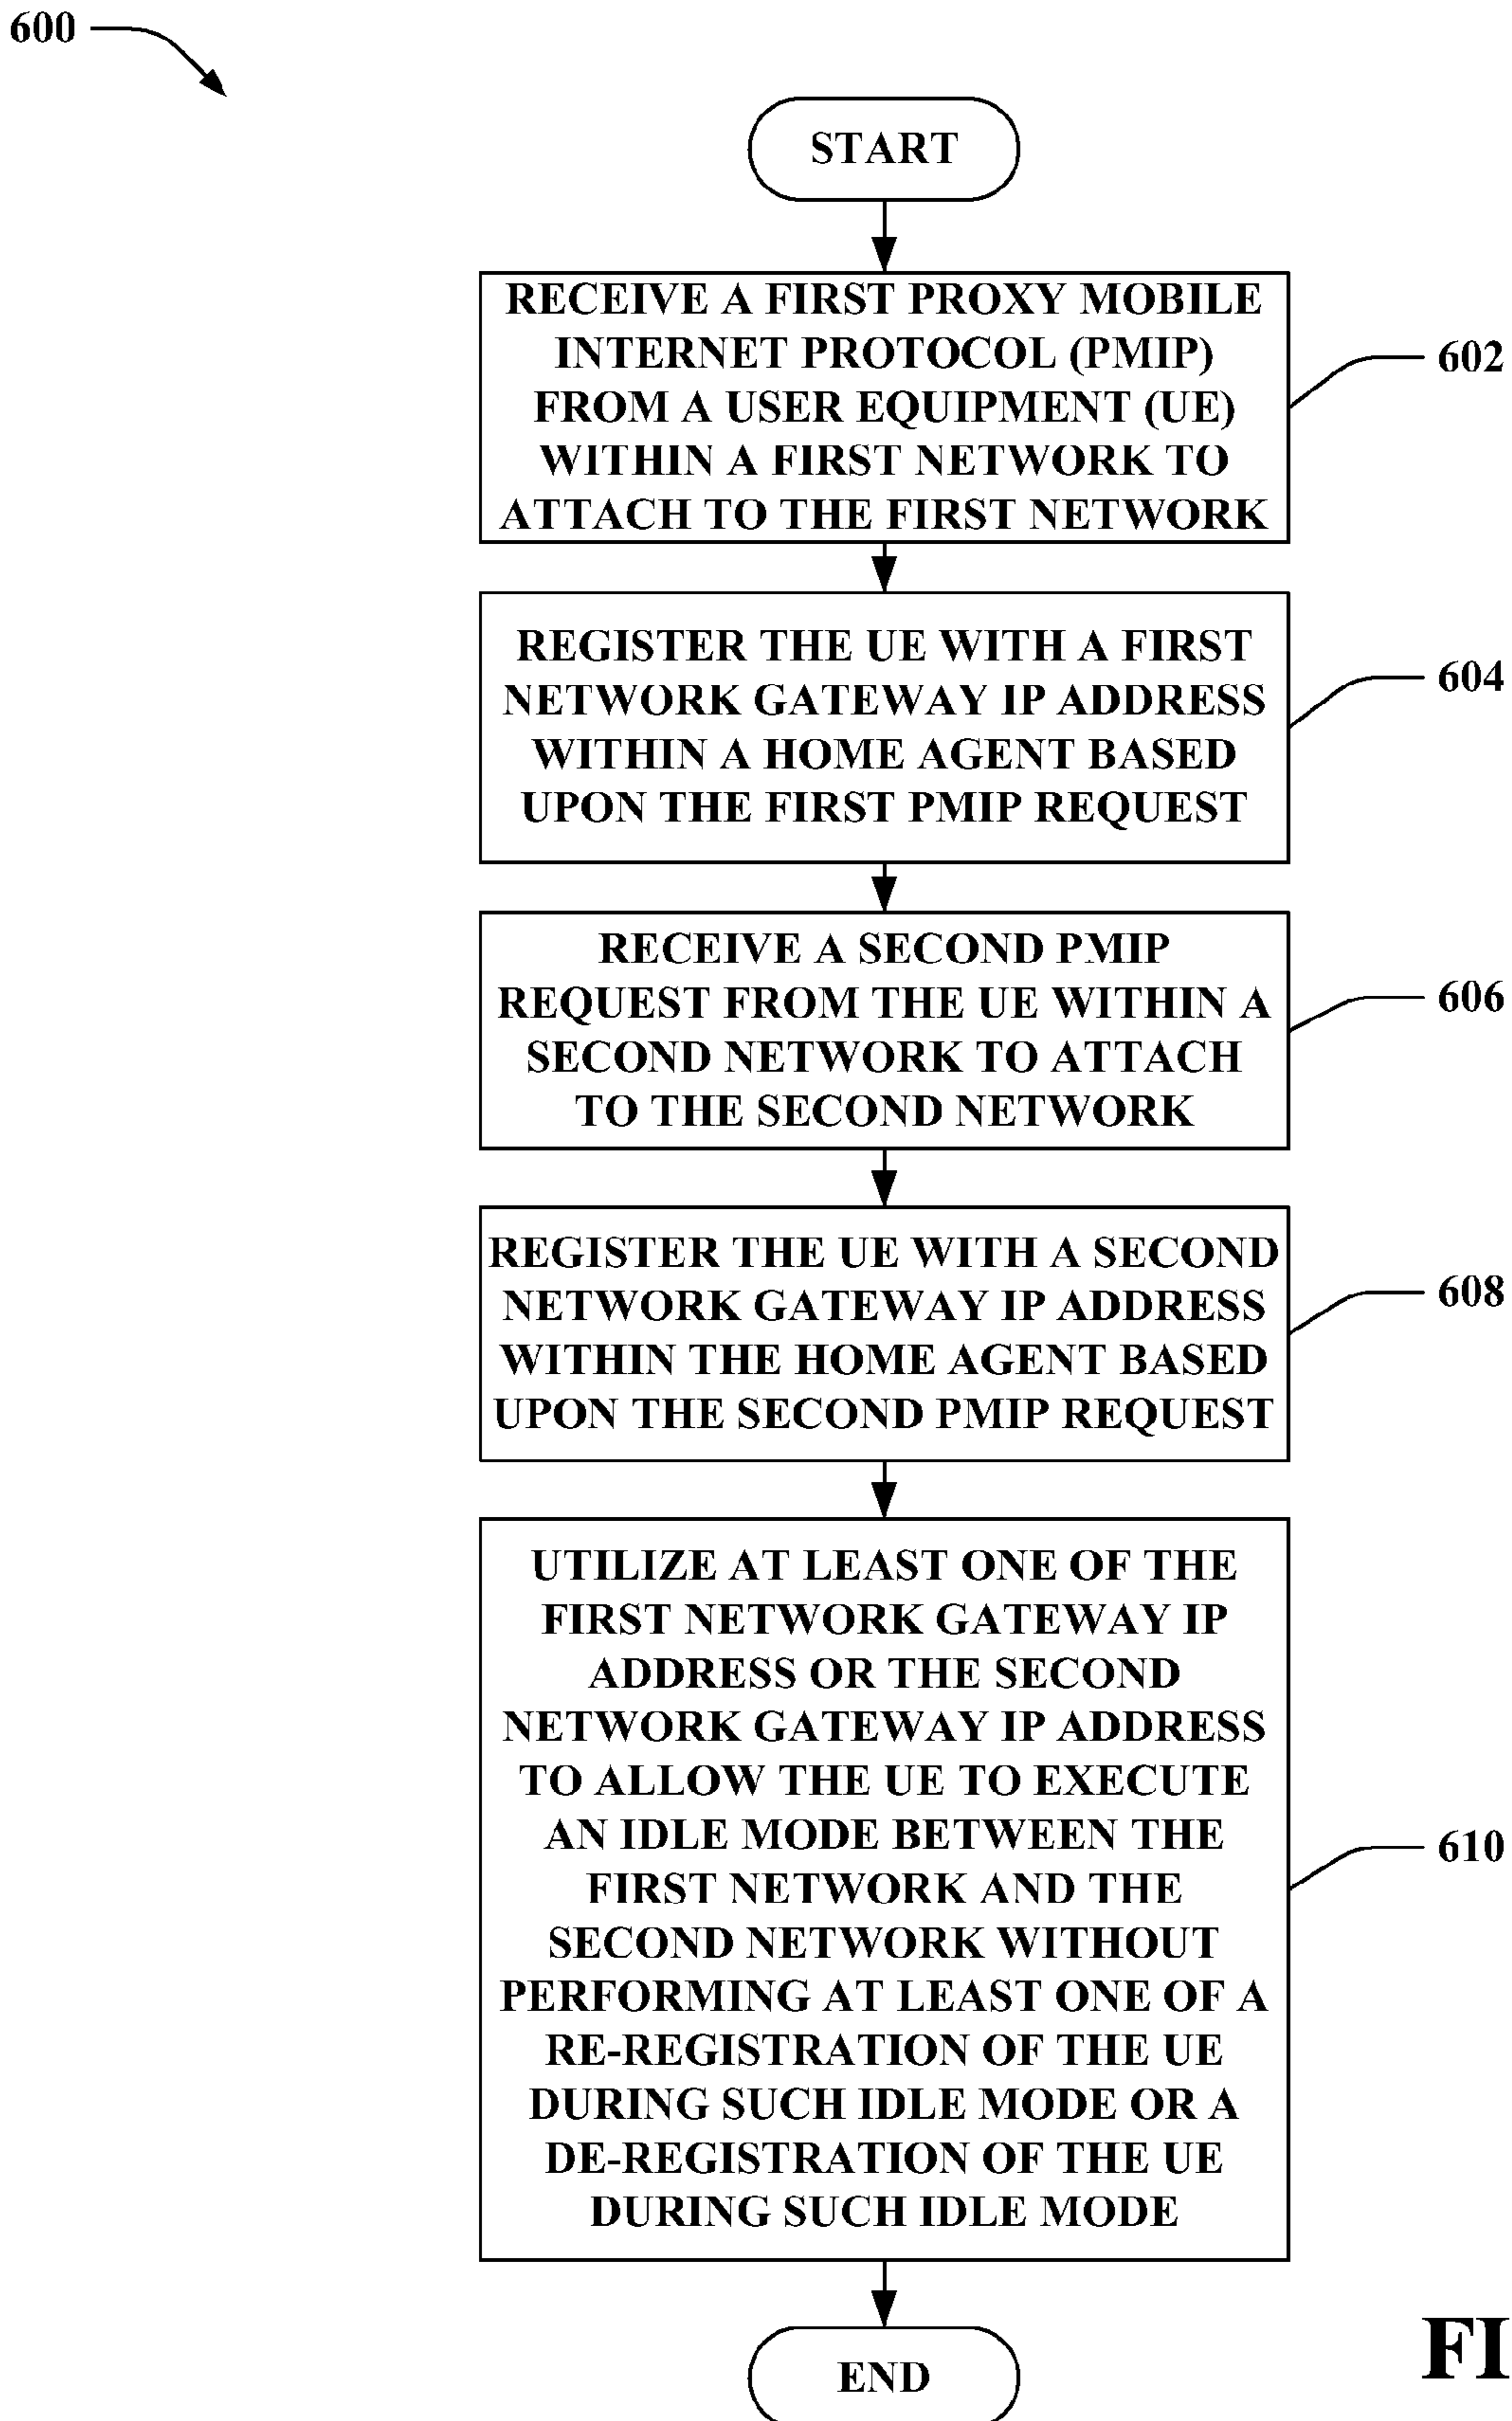 600
START
RECEIVE A FIRST PROXY MOBILE
INTERNET PROTOCOL (PMIP)
FROM A USER EQUIPMENT (UE)
WITHIN A FIRST NETWORK TO
ATTACH TO THE FIRST NETWORK
602
REGISTER THE UE WITH A FIRST
NETWORK GATEWAY IP ADDRESS
WITHIN A HOME AGENT BASED
UPON THE FIRST PMIP REQUEST
604
RECEIVE A SECOND PMIP
REQUEST FROM THE UE WITHIN A
SECOND NETWORK TO ATTACH
TO THE SECOND NETWORK
606
REGISTER THE UE WITH A SECOND
NETWORK GATEWAY IP ADDRESS
WITHIN THE HOME AGENT BASED
UPON THE SECOND PMIP REQUEST
608
UTILIZE AT LEAST ONE OF THE
FIRST NETWORK GATEWAY IP
ADDRESS OR THE SECOND
NETWORK GATEWAY IP ADDRESS
TO ALLOW THE UE TO EXECUTE
AN IDLE MODE BETWEEN THE
FIRST NETWORK AND THE
SECOND NETWORK WITHOUT
PERFORMING AT LEAST ONE OF A
RE-REGISTRATION OF THE UE
DURING SUCH IDLE MODE OR A
DE-REGISTRATION OF THE UE
DURING SUCH IDLE MODE
610
END
FI